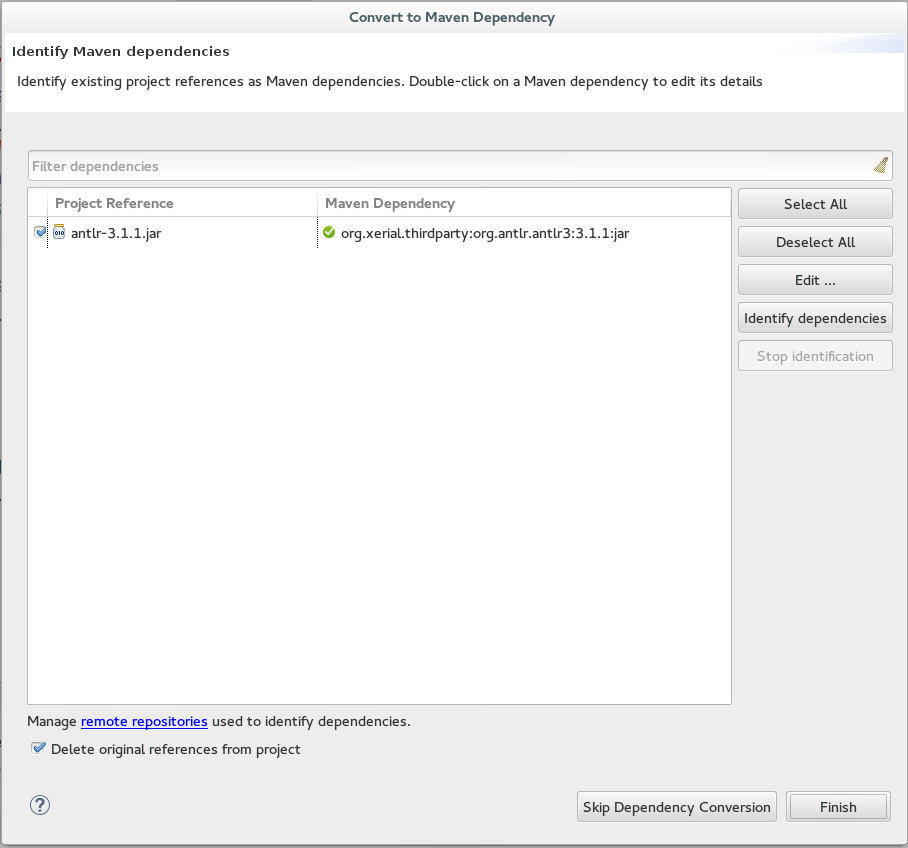 Convert to Maven Dependency
Identify Maven dependencies
Identify existing project references as Maven dependencies. Double-click on a Maven dependency to edit its details
Filter dependencies
Project Reference Maven Dependency
antlr-3.1.1.jar org.xerial.thirdparty:org.antlr.antlr3:3.1.1:jar
Select All
Deselect All
Edit ...
Identify dependencies
Stop identification
Manage remote repositories used to identify dependencies.
Delete original references from project
?
Skip Dependency Conversion Finish